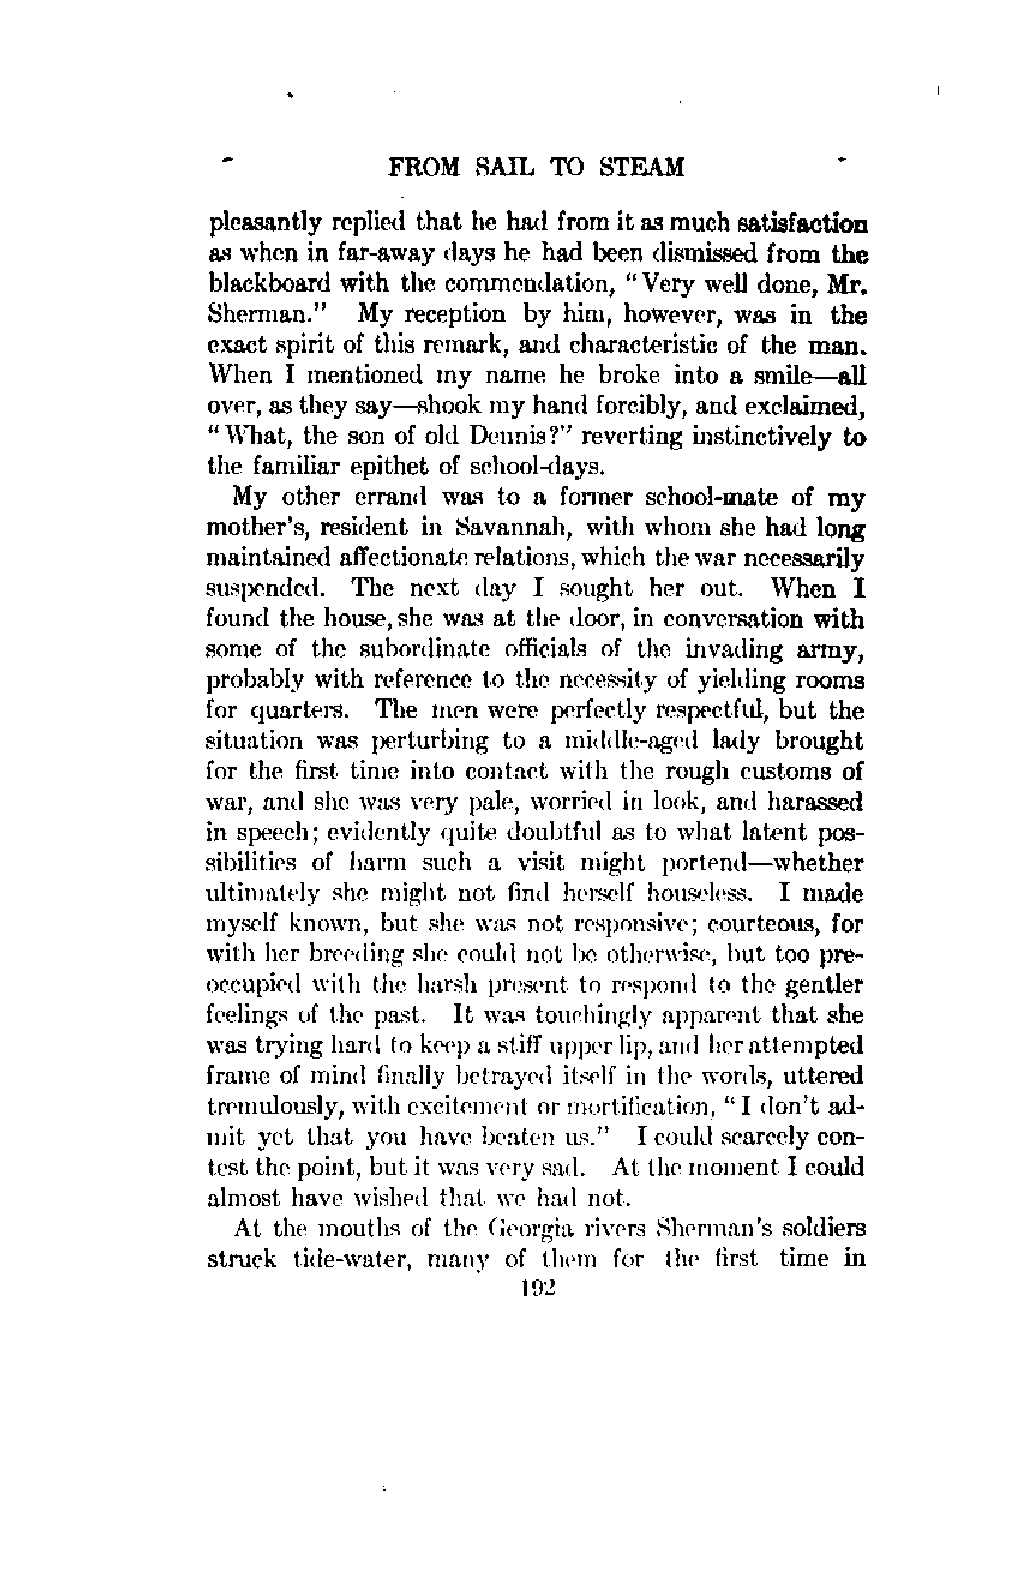 FROM SAIL TO STEAM
pleasantly replied that he had from it as much satisfaction
as when in far-away days he had been dismissed from the
blackboard with the commendation, "Very well done, Mr.
Sherman." My reception by him, however, was in the
exact spirit of this remark, and characteristic of the man.
When I mentioned my name he broke into a smile—all
over, as they say—shook my hand forcibly, and exclaimed,
"What, the son of old Dennis?" reverting instinctively to
the familiar epithet of school-days.
My other errand was to a former school-mate of my
mother's, resident in Savannah, with whom she had long
maintained affectionate relations, which the war necessarily
suspended. The next day I sought her out. When I
found the house, she was at the door, in conversation with
some of the subordinate officials of the invading army,
probably with reference to the necessity of yielding rooms
for quarters. The men were perfectly respectful, but the
situation was perturbing to a middle-aged lady brought
for the first time into contact with the rough customs of
war, and she was very pale, worried in look, and harassed
in speech; evidently quite doubtful as to what latent pos-
sibilities of harm such a visit might portend—whether
ultimately she might not find herself houseless. I made
myself known, but she was not responsive; courteous, for
with her breeding she could not be otherwise, but too pre-
occupied with the harsh present to respond to the gentler
feelings of the past. It was touchingly apparent that she
was trying hard to keep a stiff upper lip, and her attempted
frame of mind finally betrayed itself in the words, uttered
tremulously, with excitement or mortification, "I don't ad-
mit yet that you have beaten us." I could scarcely con-
test the point, but it was very sad. At the moment I could
almost have wished that we had not.
At the mouths of the Georgia rivers Sherman's soldiers
struck tide-water, many of them for the first time in
192